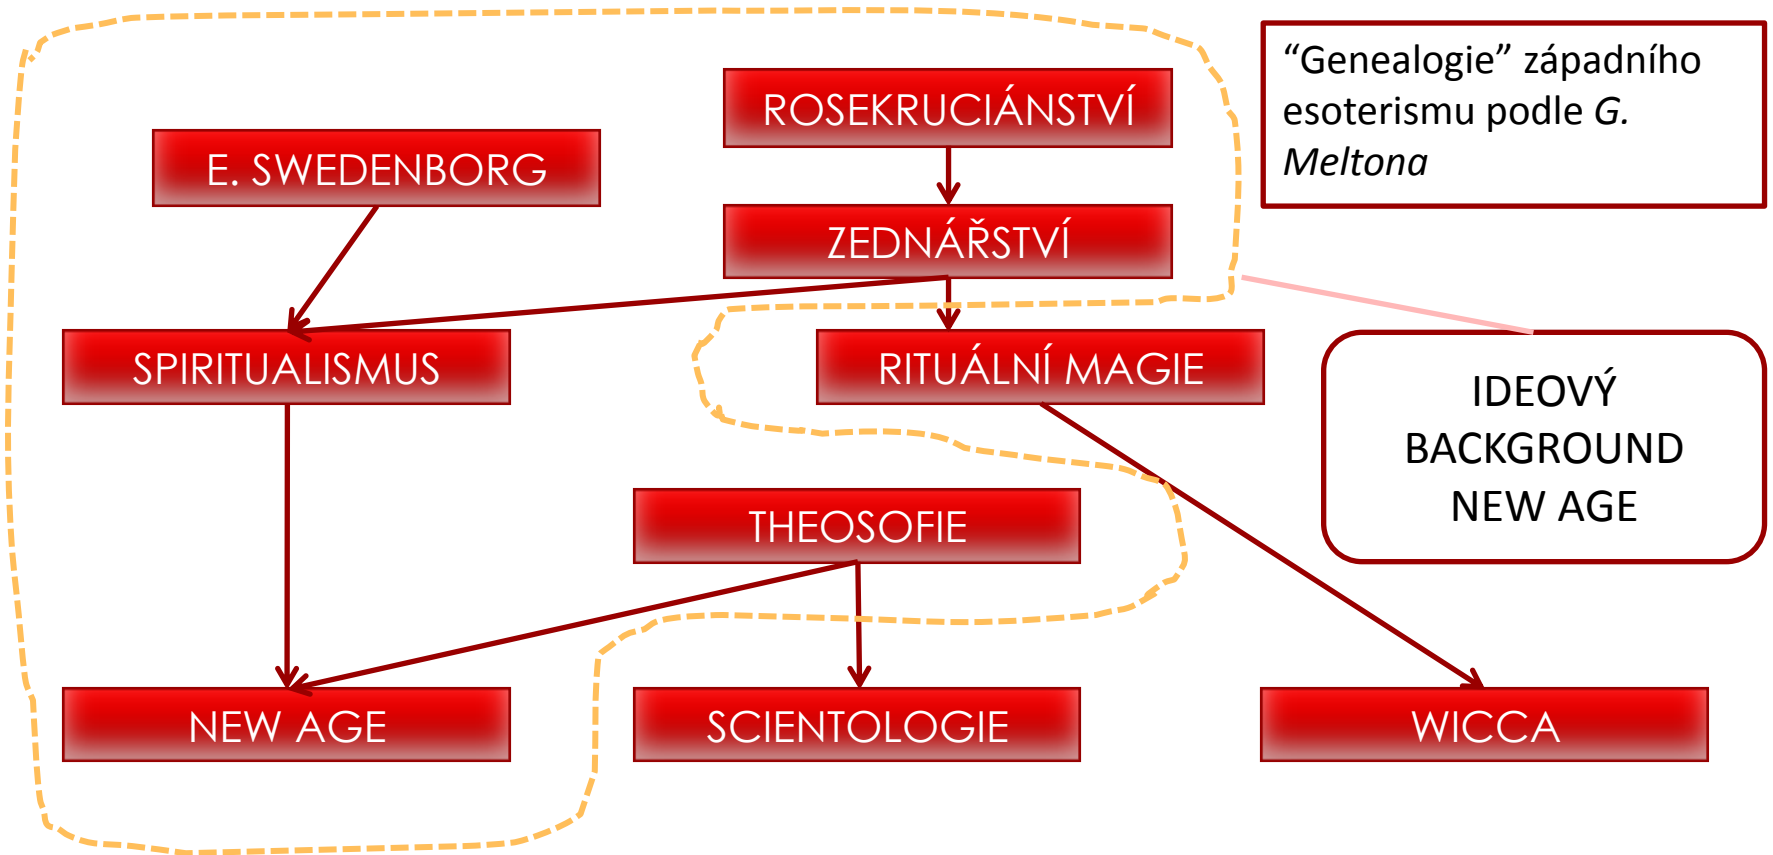 “Genealogie” západního
esoterismu podle G.
Meltona
ROSEKRUCIÁNSTVÍ
E. SWEDENBORG
ZEDNÁŘSTVÍ
SPIRITUALISMUS
RITUÁLNÍ MAGIE
IDEOVÝ
BACKGROUND
NEW AGE
THEOSOFIE
NEW AGE
SCIENTOLOGIE
WICCA